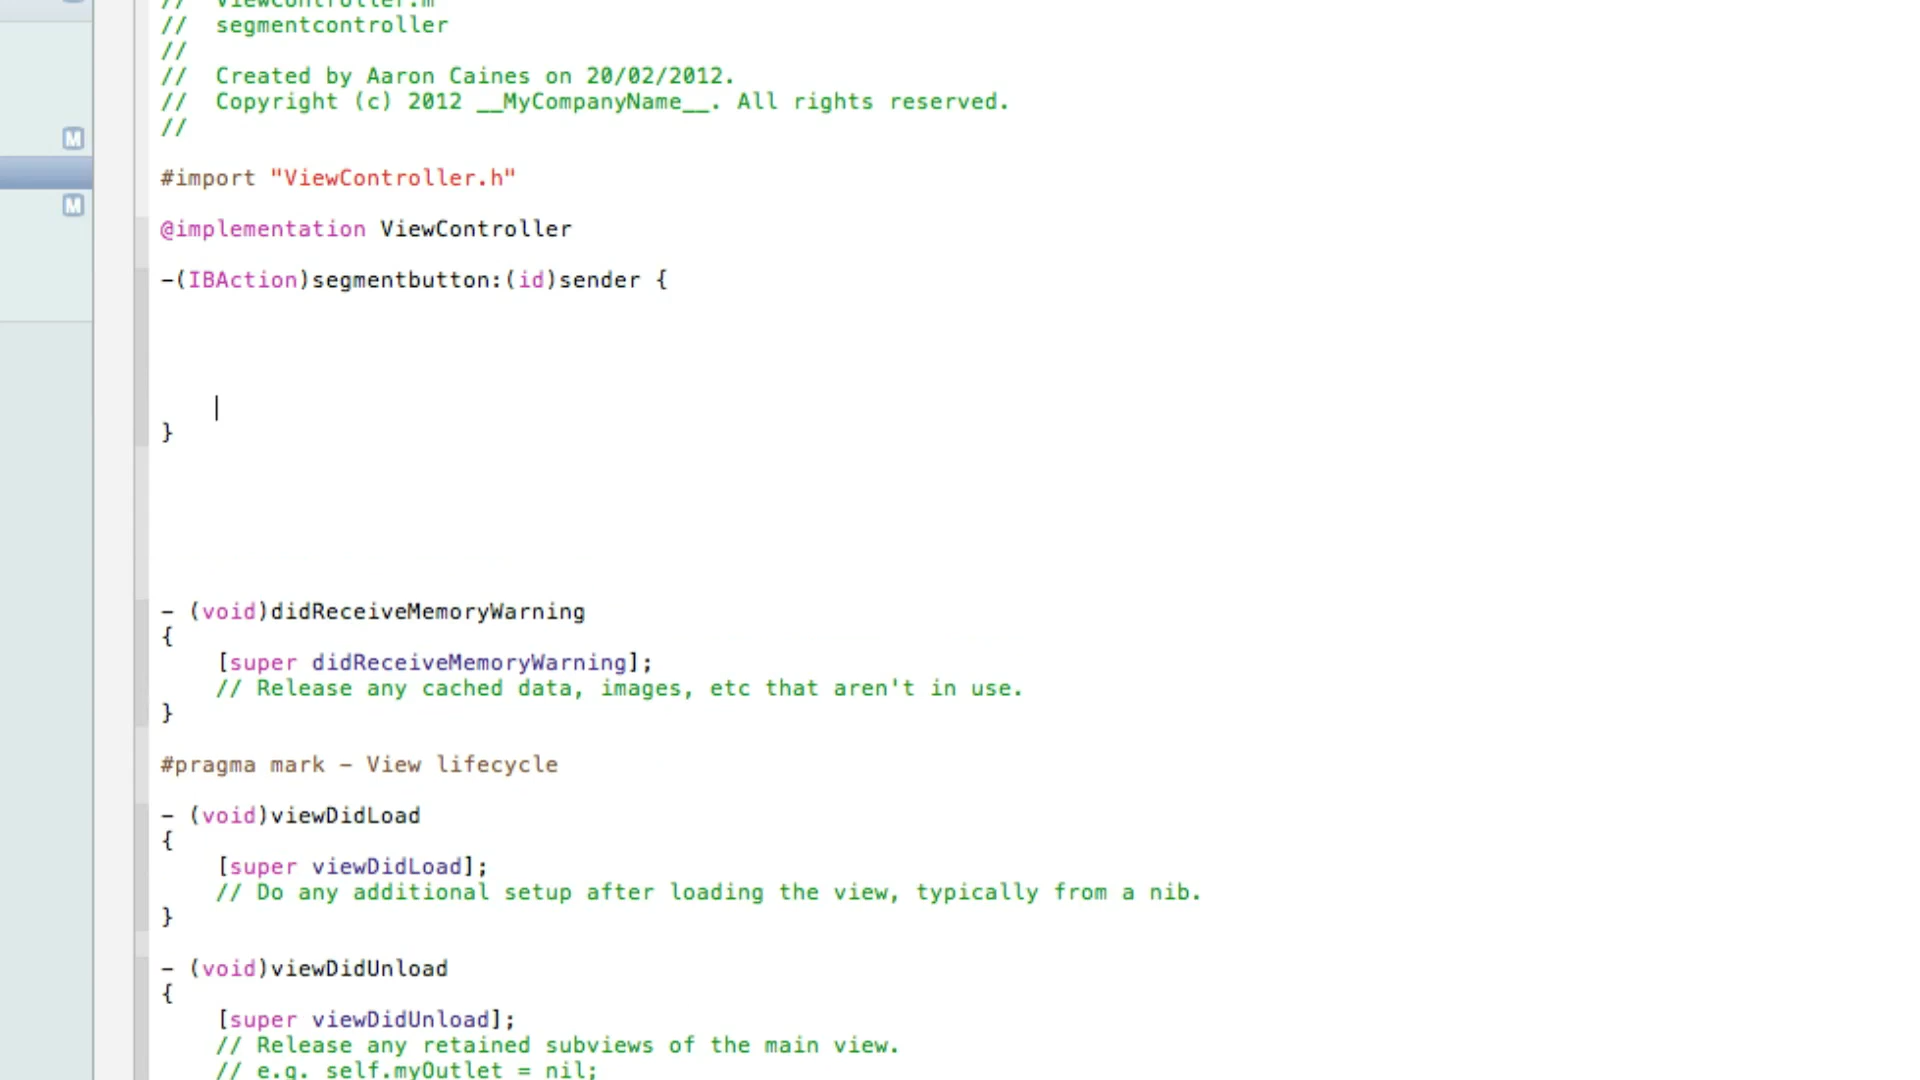 // ViewController.m
// segmentcontroller
//
// Created by Aaron Caines on 20/02/2012.
// Copyright (c) 2012 __MyCompanyName__. All rights reserved.
//
M
#import "ViewController.h"
M
@implementation ViewController
-(IBAction)segmentbutton:(id)sender {
}
- (void)didReceiveMemoryWarning
{
[super didReceiveMemoryWarning];
// Release any cached data, images, etc that aren't in use.
}
#pragma mark - View lifecycle
- (void)viewDidLoad
{
[super viewDidLoad];
// Do any additional setup after loading the view, typically from a nib.
}
- (void)viewDidUnload
{
[super viewDidUnload];
// Release any retained subviews of the main view.
// e.g. self.myOutlet = nil;